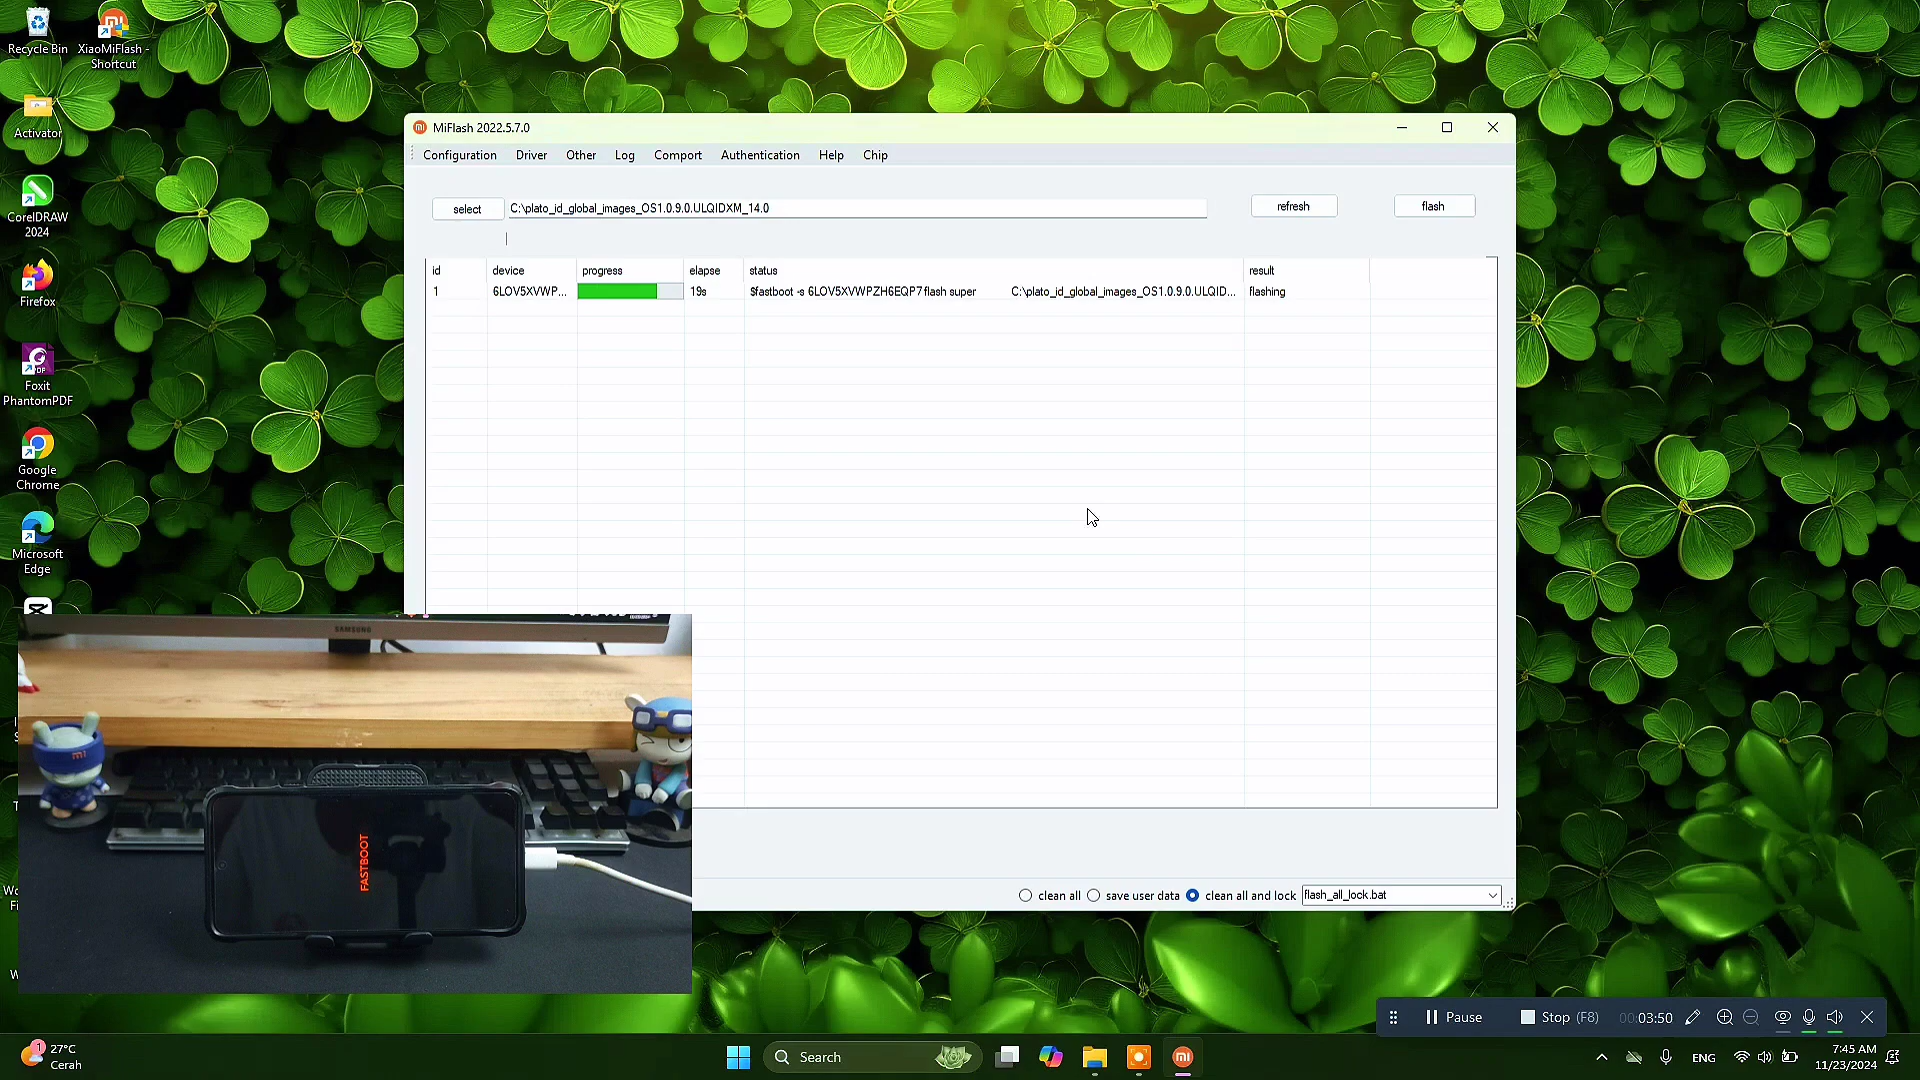 Recycle Bin
XiaoMiFlash -
Shortcut
Activator
CorelDRAW
2024
Firefox
Foxit
PhantomPDF
Google
Chrome
Microsoft
Edge
MiFlash 2022.5.7.0
Configuration Driver Other Log Comport Authentication Help Chip
select C:\plato_id_global_images_OS1.0.9.0.ULQIDXM_14.0 refresh flash
id device progress elapse status result
1 6LOV5XVWP... 19s $fastboot -s 6LOV5XVWPZH6EQP7 flash super C:\plato_id_global_images_OS1.0.9.0.ULQID... flashing
SAMSUNG
FASTBOOT
clean all save user data clean all and lock flash_all_lock.bat
Pause Stop (F8) 00:03:50
1 27°C
Cerah
Search
ENG
7:45 AM
11/23/2024